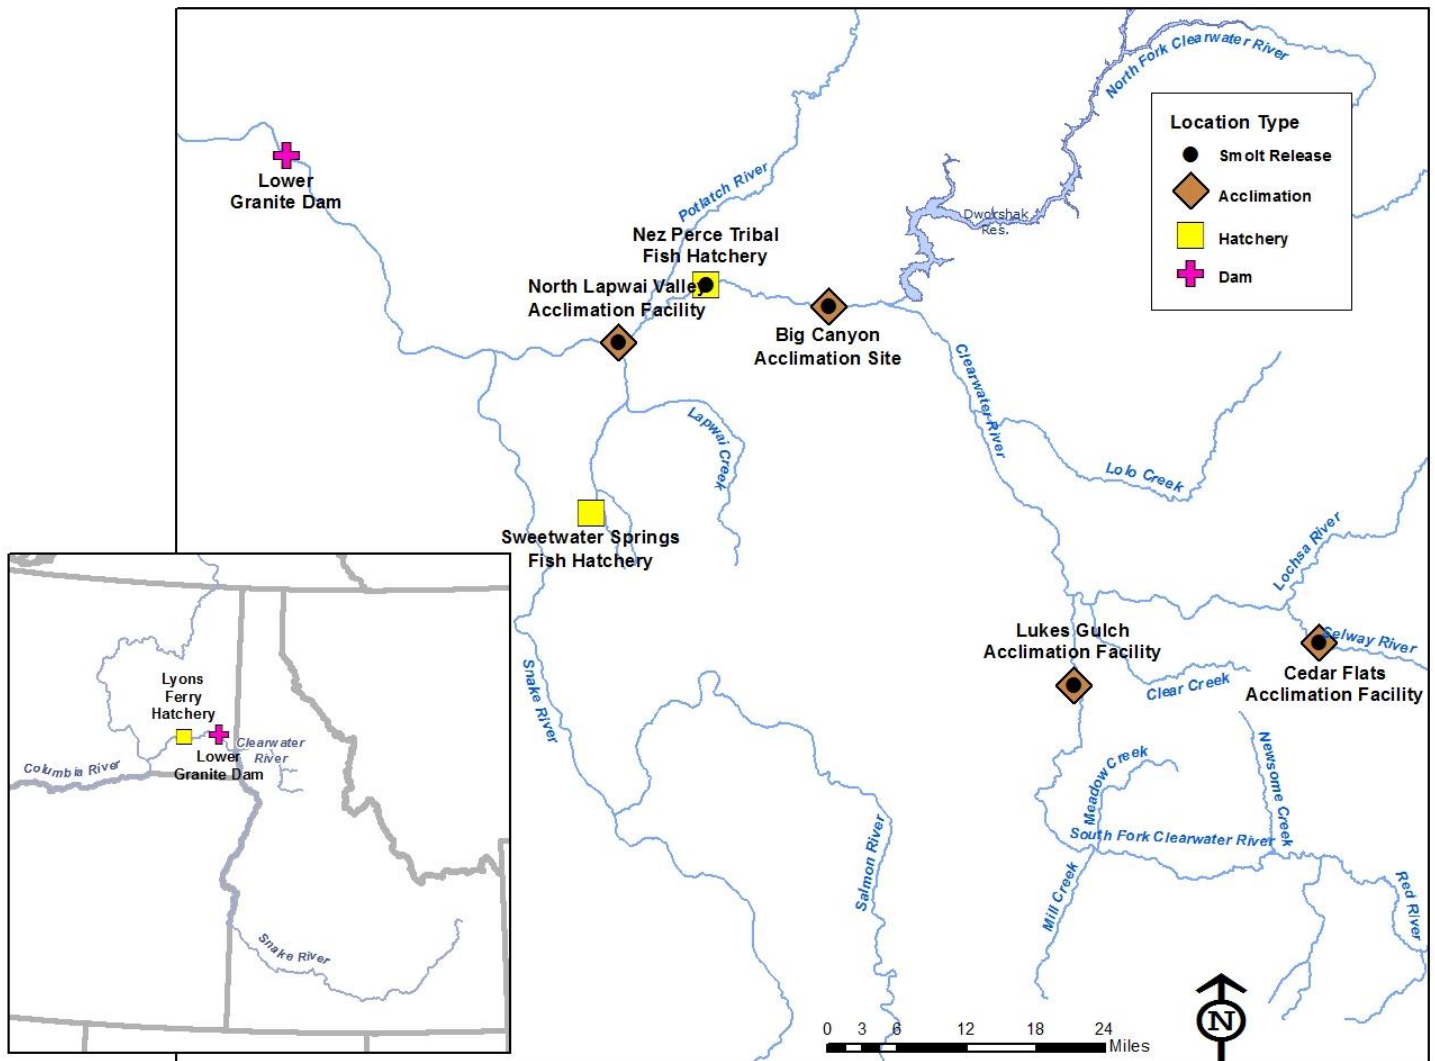 North Fork Clearwater River
Location Type
Smolt Release
Acclimation
Hatchery
Dam
Lower
Granite Dam
Potlatch River
Dworshak
Res.
Nez Perce Tribal
Fish Hatchery
North Lapwai Valley
Acclimation Facility
Big Canyon
Acclimation Site
Clearwater River
Lapwai Creek
Lolo Creek
Sweetwater Springs
Fish Hatchery
Lochsa River
Lukes Gulch
Acclimation Facility
Selway River
Cedar Flats
Acclimation Facility
Clear Creek
Snake River
Meadow Creek
Newsome Creek
South Fork Clearwater River
Salmon River
Mill Creek
Red River
Lyons
Ferry
Hatchery
Clearwater
River
Lower
Granite Dam
Columbia River
Snake River
0 3 6 12 18 24
Miles
N